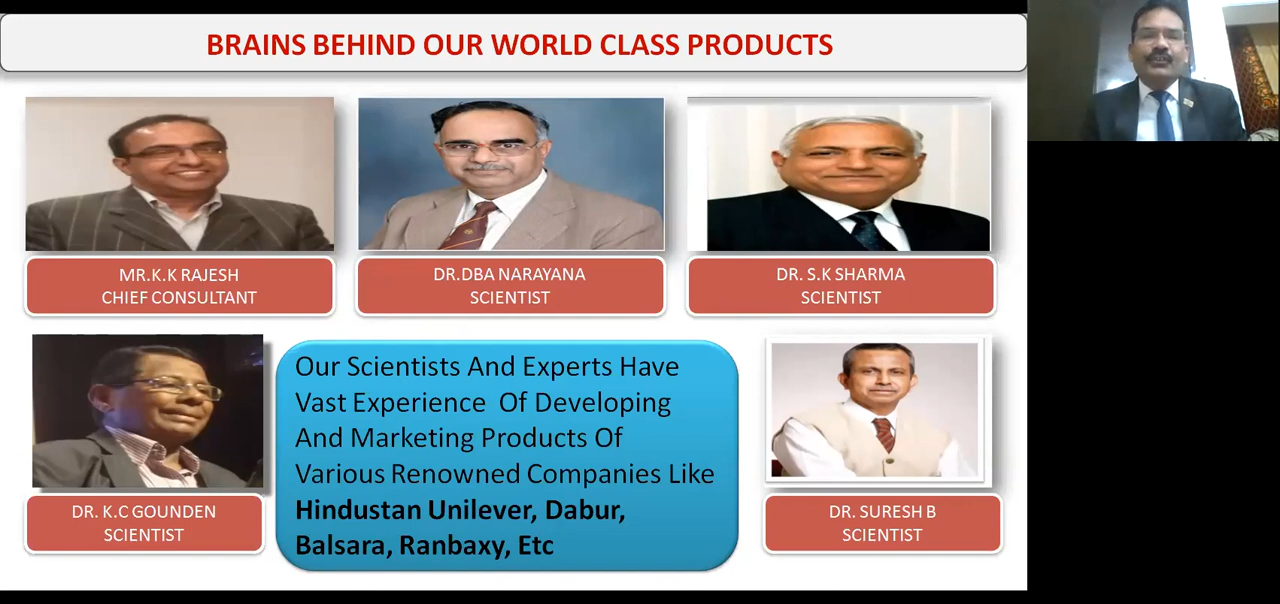 BRAINS BEHIND OUR WORLD CLASS PRODUCTS
MR.K.K RAJESH
CHIEF CONSULTANT
DR.DBA NARAYANA
SCIENTIST
DR. S.K SHARMA
SCIENTIST
DR. K.C GOUNDEN
SCIENTIST
Our Scientists And Experts Have
Vast Experience Of Developing
And Marketing Products Of
Various Renowned Companies Like
Hindustan Unilever, Dabur,
Balsara, Ranbaxy, Etc
DR. SURESH B
SCIENTIST